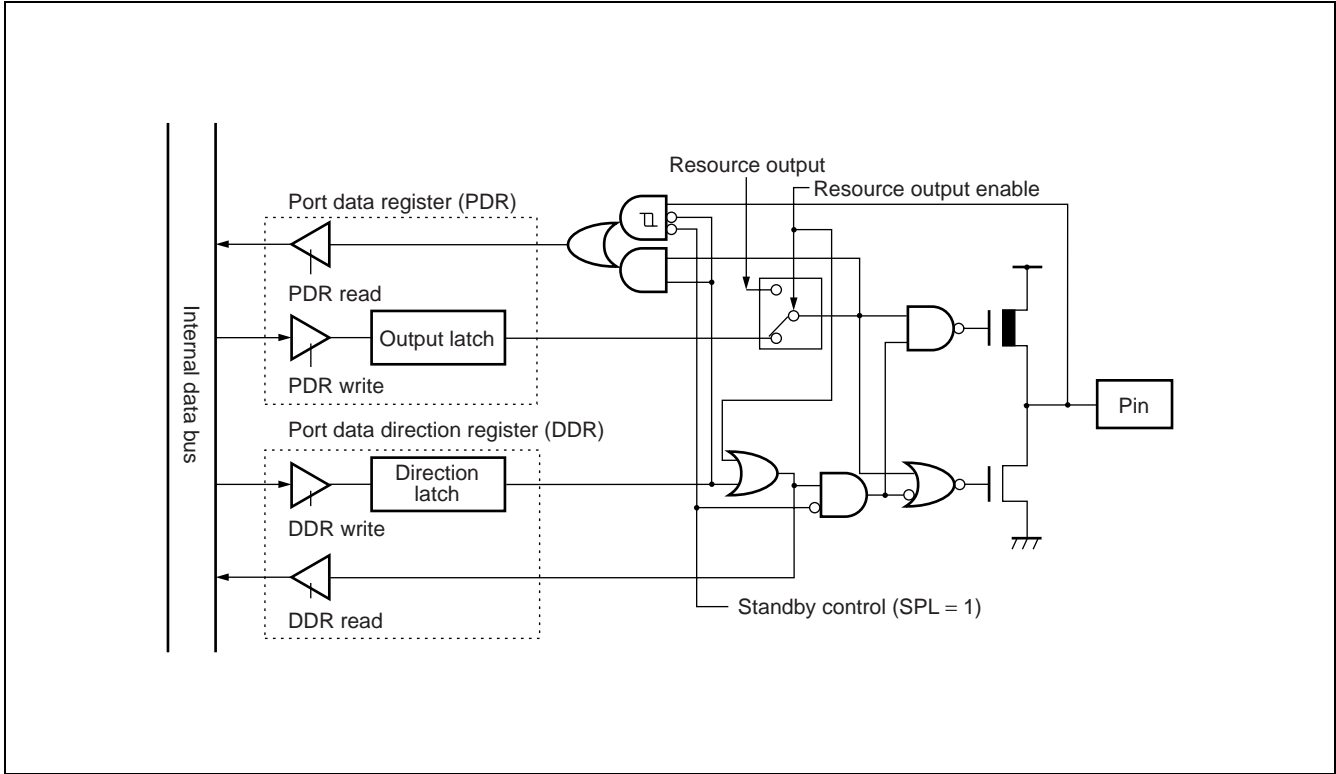 Resource output
Resource output enable
Port data register (PDR)
PDR read
Output latch
PDR write
Internal data bus
Pin
Port data direction register (DDR)
Direction
latch
DDR write
DDR read
Standby control (SPL = 1)